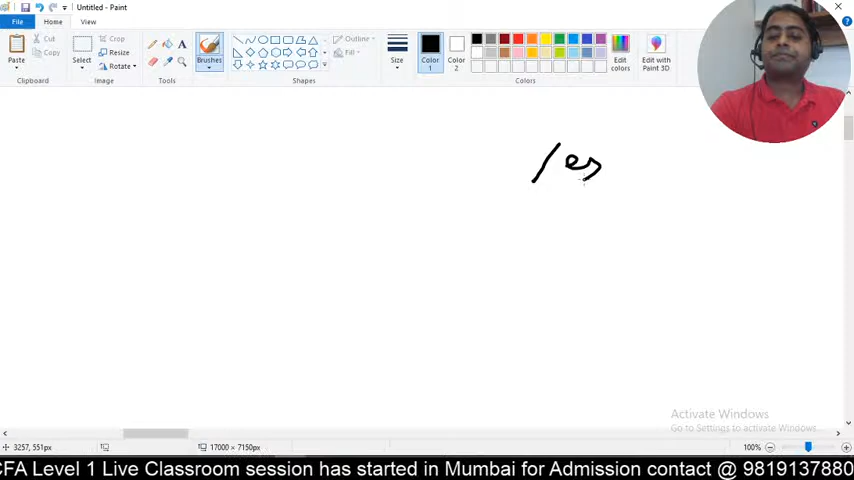 Untitled - Paint
File Home View
Cut
Copy
Paste
Clipboard
Crop
Resize
Rotate
Select
Image
A
Tools
Brushes
Outline
Fill
Shapes
Size
Color 1
Color 2
Edit colors
Colors
Edit with Paint 3D
Activate Windows
Go to Settings to activate Windows.
3257, 551px
17000 × 7150px
100%
CFA Level 1 Live Classroom session has started in Mumbai for Admission contact @ 9819137880